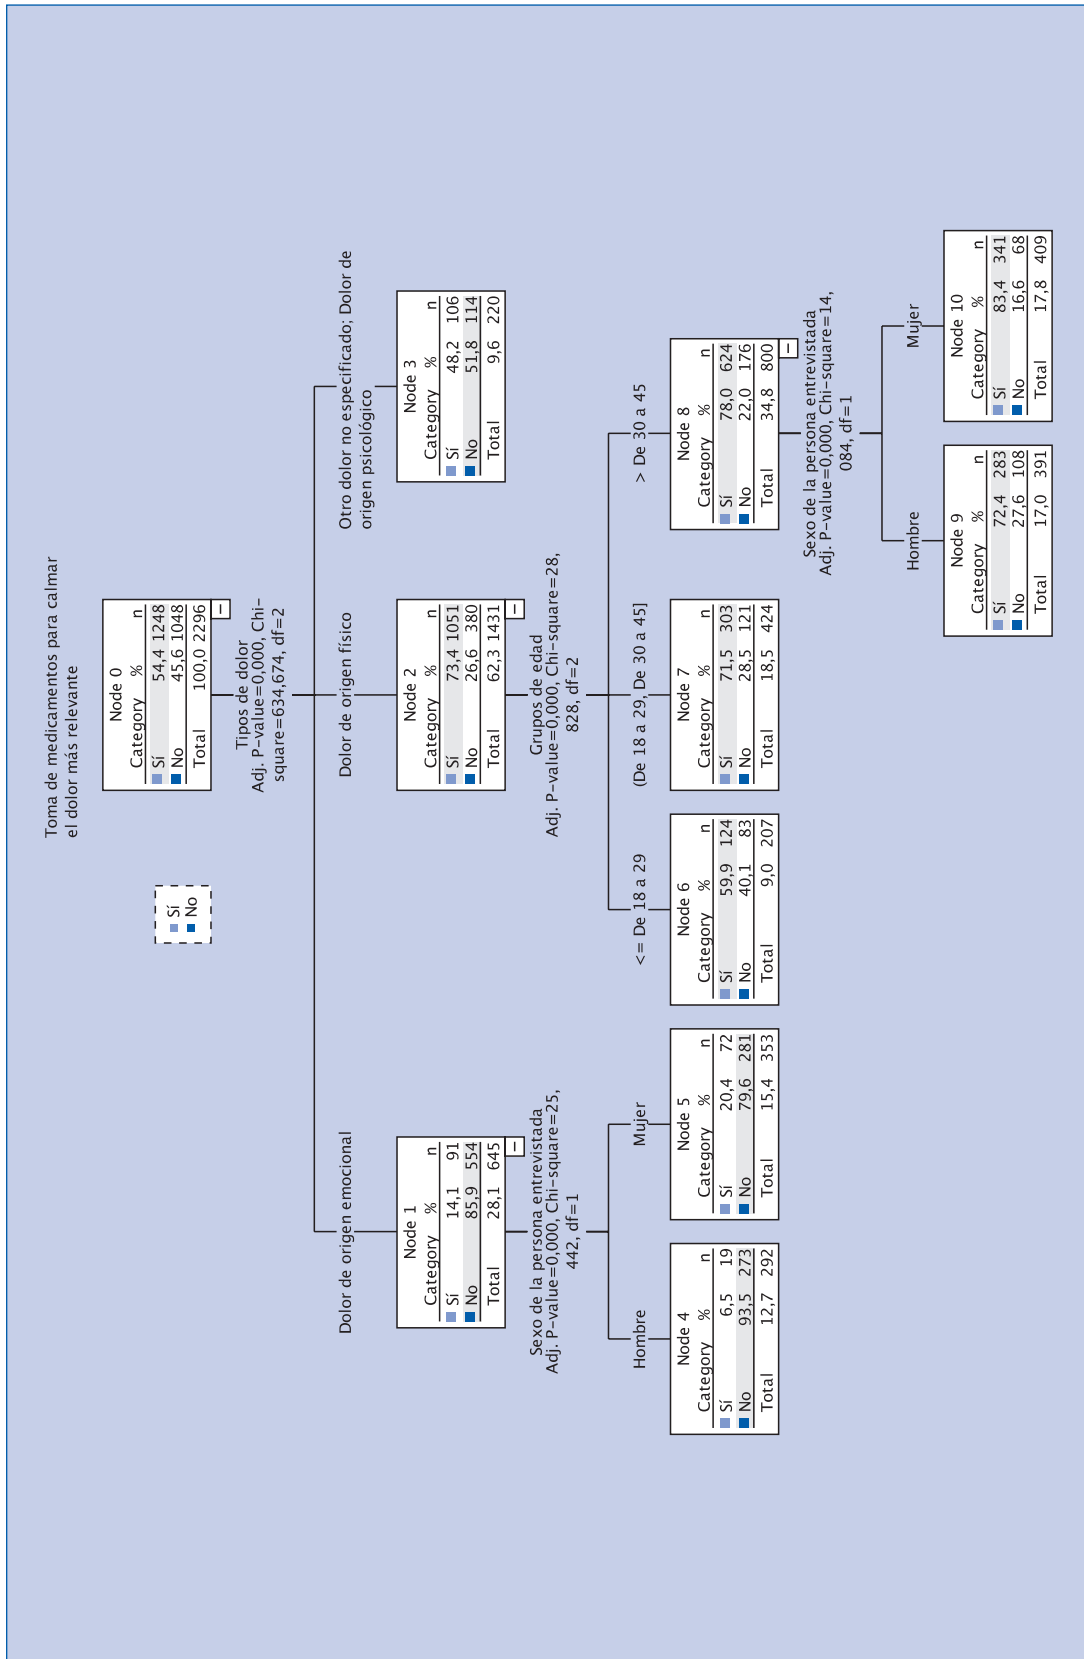 Toma de medicamentos para calmar
el dolor más relevante
Sí
No
Node 0
Category % n
Sí 54,4 1248
No 45,6 1048
Total 100,0 2296
−
Tipos de dolor
Adj. P-value=0,000, Chi-
square=634,674, df=2
Dolor de origen emocional
Dolor de origen físico
Otro dolor no especificado; Dolor de
origen psicológico
Node 1
Category % n
Sí 14,1 91
No 85,9 554
Total 28,1 645
−
Node 2
Category % n
Sí 73,4 1051
No 26,6 380
Total 62,3 1431
−
Node 3
Category % n
Sí 48,2 106
No 51,8 114
Total 9,6 220
Sexo de la persona entrevistada
Adj. P-value=0,000, Chi-square=25,
442, df=1
Grupos de edad
Adj. P-value=0,000, Chi-square=28,
828, df=2
Hombre
Mujer
<= De 18 a 29
(De 18 a 29, De 30 a 45]
> De 30 a 45
Node 4
Category % n
Sí 6,5 19
No 93,5 273
Total 12,7 292
Node 5
Category % n
Sí 20,4 72
No 79,6 281
Total 15,4 353
Node 6
Category % n
Sí 59,9 124
No 40,1 83
Total 9,0 207
Node 7
Category % n
Sí 71,5 303
No 28,5 121
Total 18,5 424
Node 8
Category % n
Sí 78,0 624
No 22,0 176
Total 34,8 800
−
Sexo de la persona entrevistada
Adj. P-value=0,000, Chi-square=14,
084, df=1
Hombre
Mujer
Node 9
Category % n
Sí 72,4 283
No 27,6 108
Total 17,0 391
Node 10
Category % n
Sí 83,4 341
No 16,6 68
Total 17,8 409